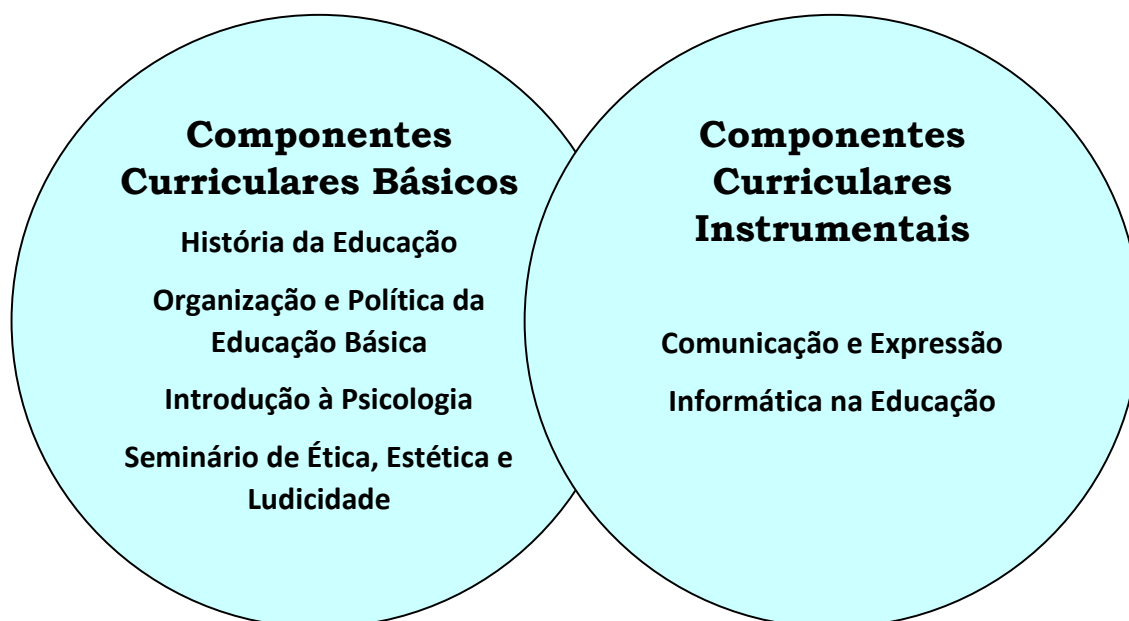 Componentes
Curriculares Básicos
História da Educação
Organização e Política da
Educação Básica
Introdução à Psicologia
Seminário de Ética, Estética e
Ludicidade
Componentes
Curriculares
Instrumentais
Comunicação e Expressão
Informática na Educação